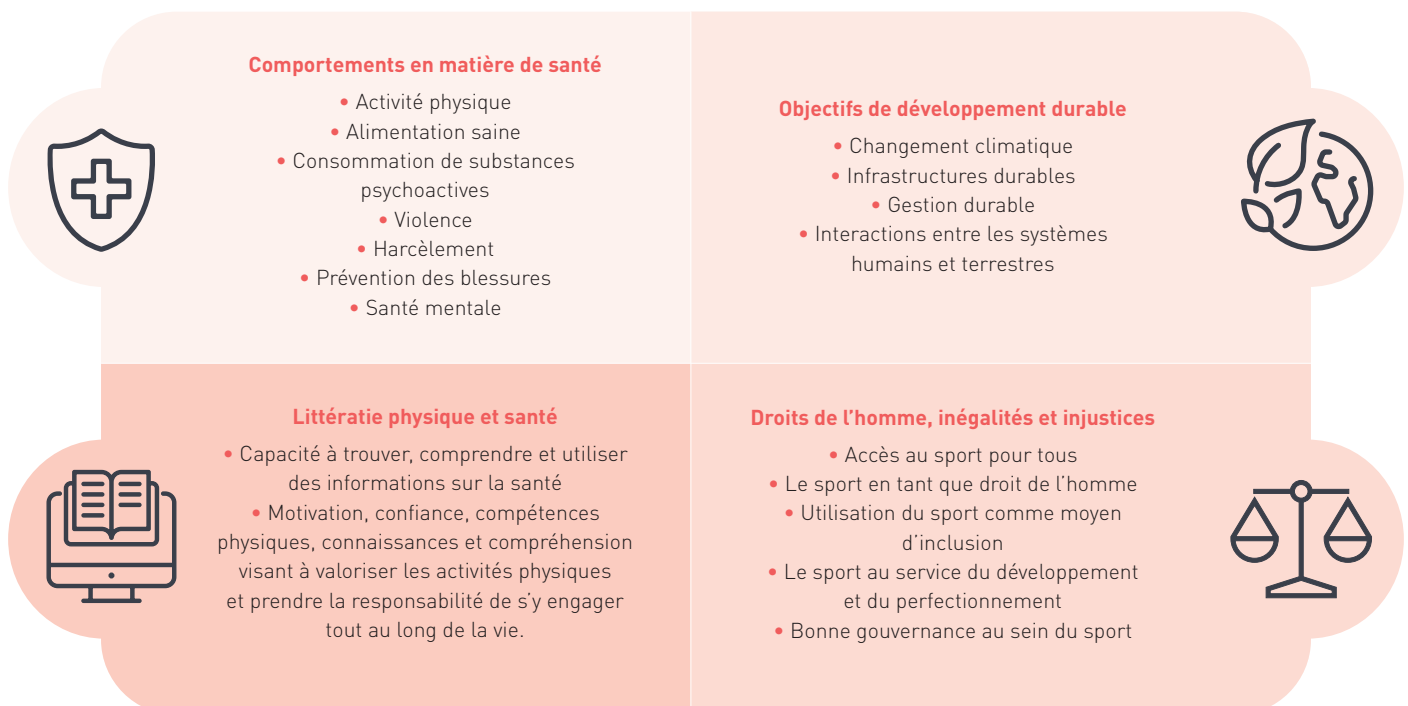 Comportements en matière de santé
• Activité physique
• Alimentation saine
• Consommation de substances
psychoactives
• Violence
• Harcèlement
• Prévention des blessures
• Santé mentale
Objectifs de développement durable
• Changement climatique
• Infrastructures durables
• Gestion durable
• Interactions entre les systèmes
humains et terrestres
Littératie physique et santé
• Capacité à trouver, comprendre et utiliser
des informations sur la santé
• Motivation, confiance, compétences
physiques, connaissances et compréhension
visant à valoriser les activités physiques
et prendre la responsabilité de s’y engager
tout au long de la vie.
Droits de l’homme, inégalités et injustices
• Accès au sport pour tous
• Le sport en tant que droit de l’homme
• Utilisation du sport comme moyen
d’inclusion
• Le sport au service du développement
et du perfectionnement
• Bonne gouvernance au sein du sport